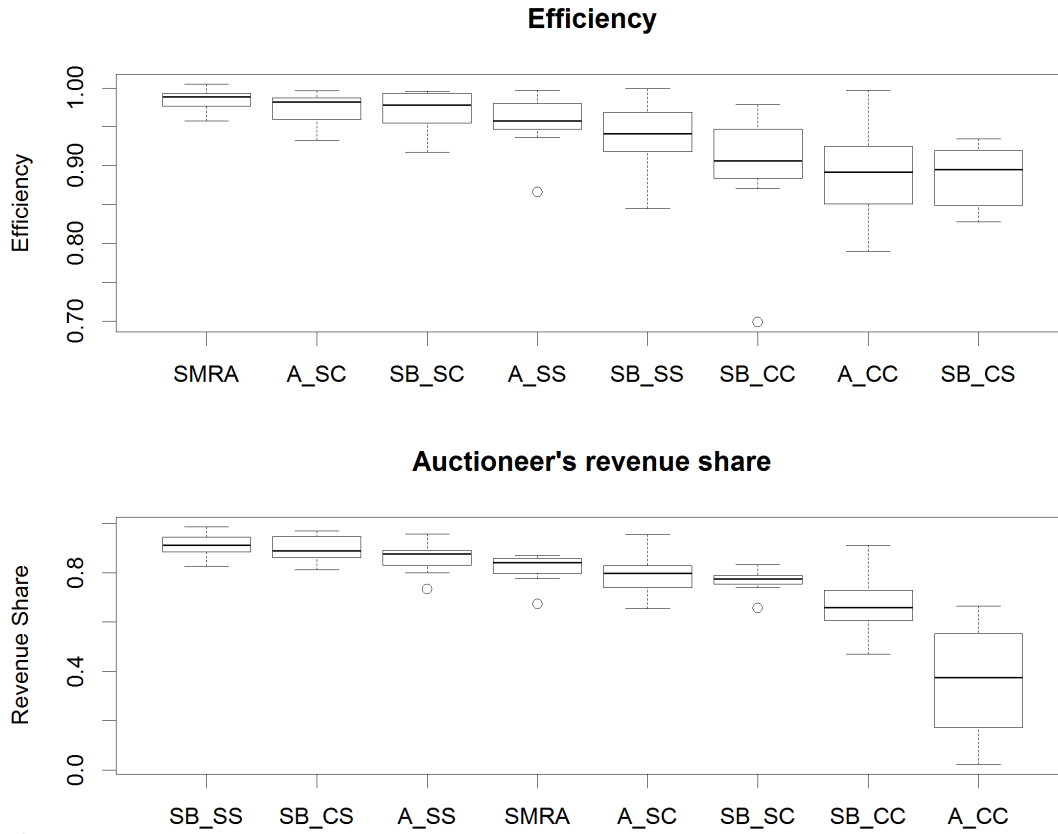 Efficiency
Efficiency
1.00
0.90
0.80
0.70
SMRA A_SC SB_SC A_SS SB_SS SB_CC A_CC SB_CS
Auctioneer's revenue share
Revenue Share
0.8
0.4
0.0
SB_SS SB_CS A_SS SMRA A_SC SB_SC SB_CC A_CC